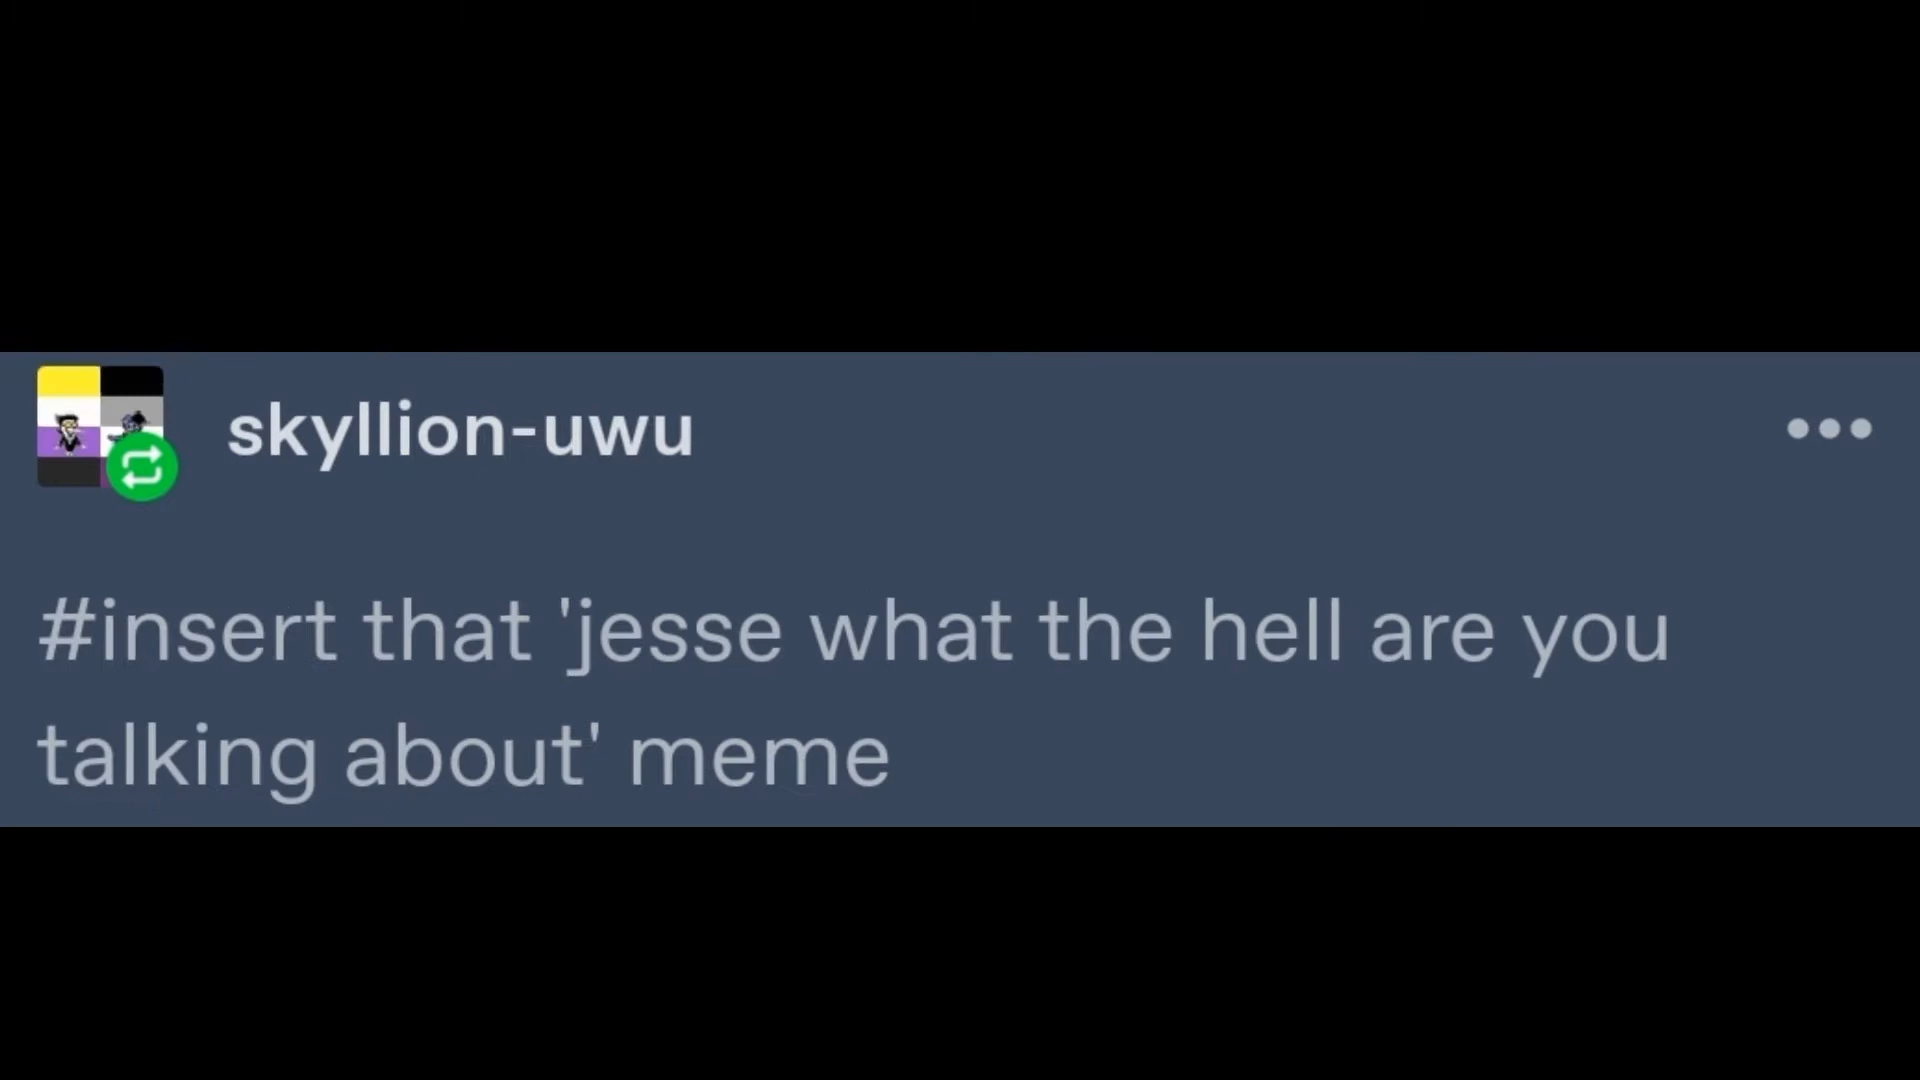 skyllion-uwu
#insert that 'jesse what the hell are you
talking about' meme